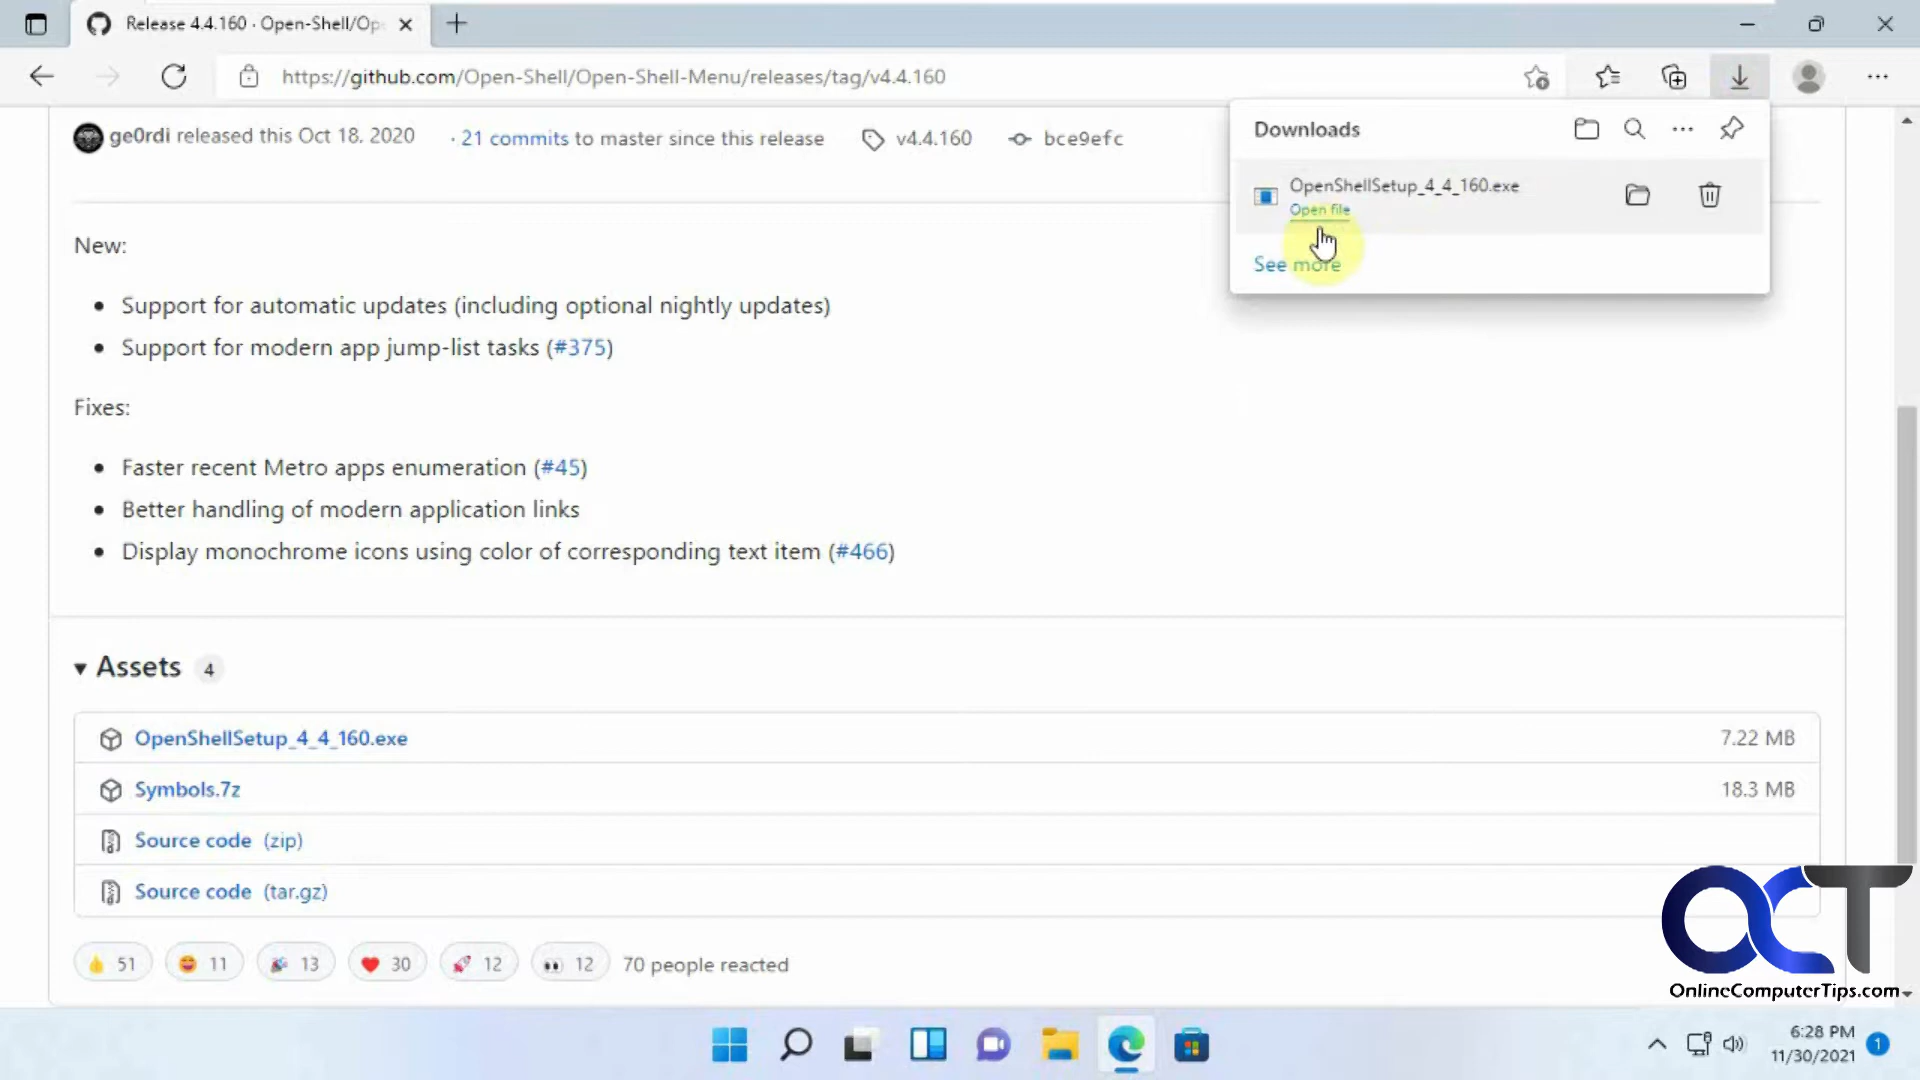 Release 4.4.160 · Open-Shell/Op
https://github.com/Open-Shell/Open-Shell-Menu/releases/tag/v4.4.160
ge0rdi released this Oct 18, 2020 · 21 commits to master since this release v4.4.160 bce9efc
Downloads
OpenShellSetup_4_4_160.exe
Open file
See more
New:
• Support for automatic updates (including optional nightly updates)
• Support for modern app jump-list tasks (#375)
Fixes:
• Faster recent Metro apps enumeration (#45)
• Better handling of modern application links
• Display monochrome icons using color of corresponding text item (#466)
Assets 4
OpenShellSetup_4_4_160.exe 7.22 MB
Symbols.7z 18.3 MB
Source code (zip)
Source code (tar.gz)
51 11 13 30 12 12 70 people reacted
OCT
OnlineComputerTips.com
6:28 PM
11/30/2021 1